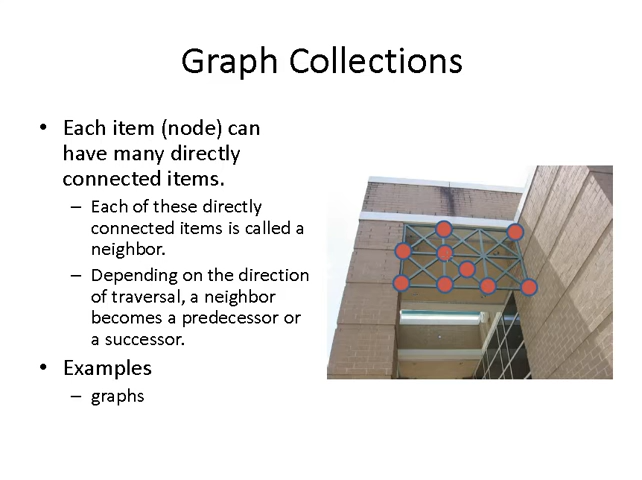 Graph Collections
• Each item (node) can
have many directly
connected items.
– Each of these directly
connected items is called a
neighbor.
– Depending on the direction
of traversal, a neighbor
becomes a predecessor or
a successor.
• Examples
– graphs